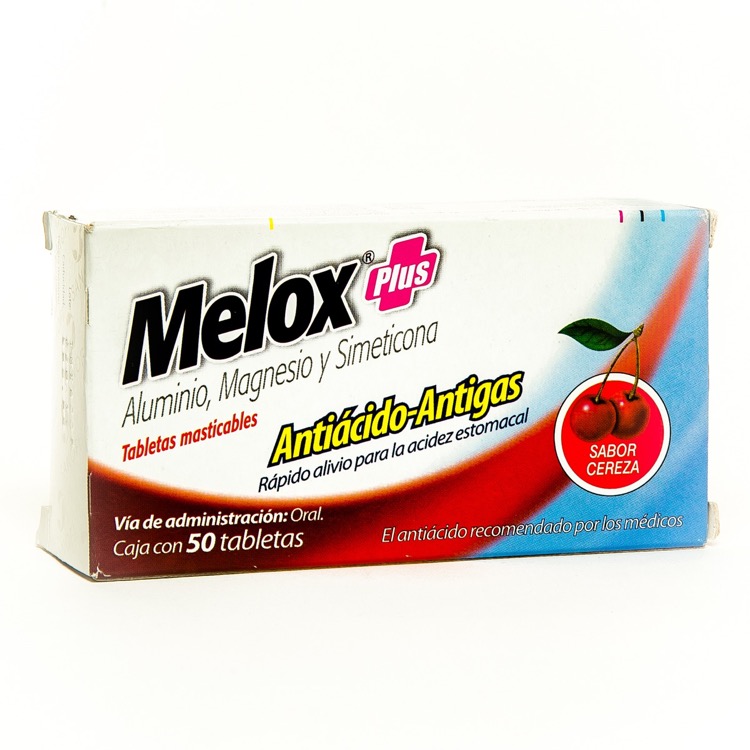 Melox® Plus
Aluminio, Magnesio y Simeticona
Tabletas masticables
Antiácido-Antigas
Rápido alivio para la acidez estomacal
SABOR
CEREZA
Vía de administración: Oral.
Caja con 50 tabletas
El antiácido recomendado por los médicos